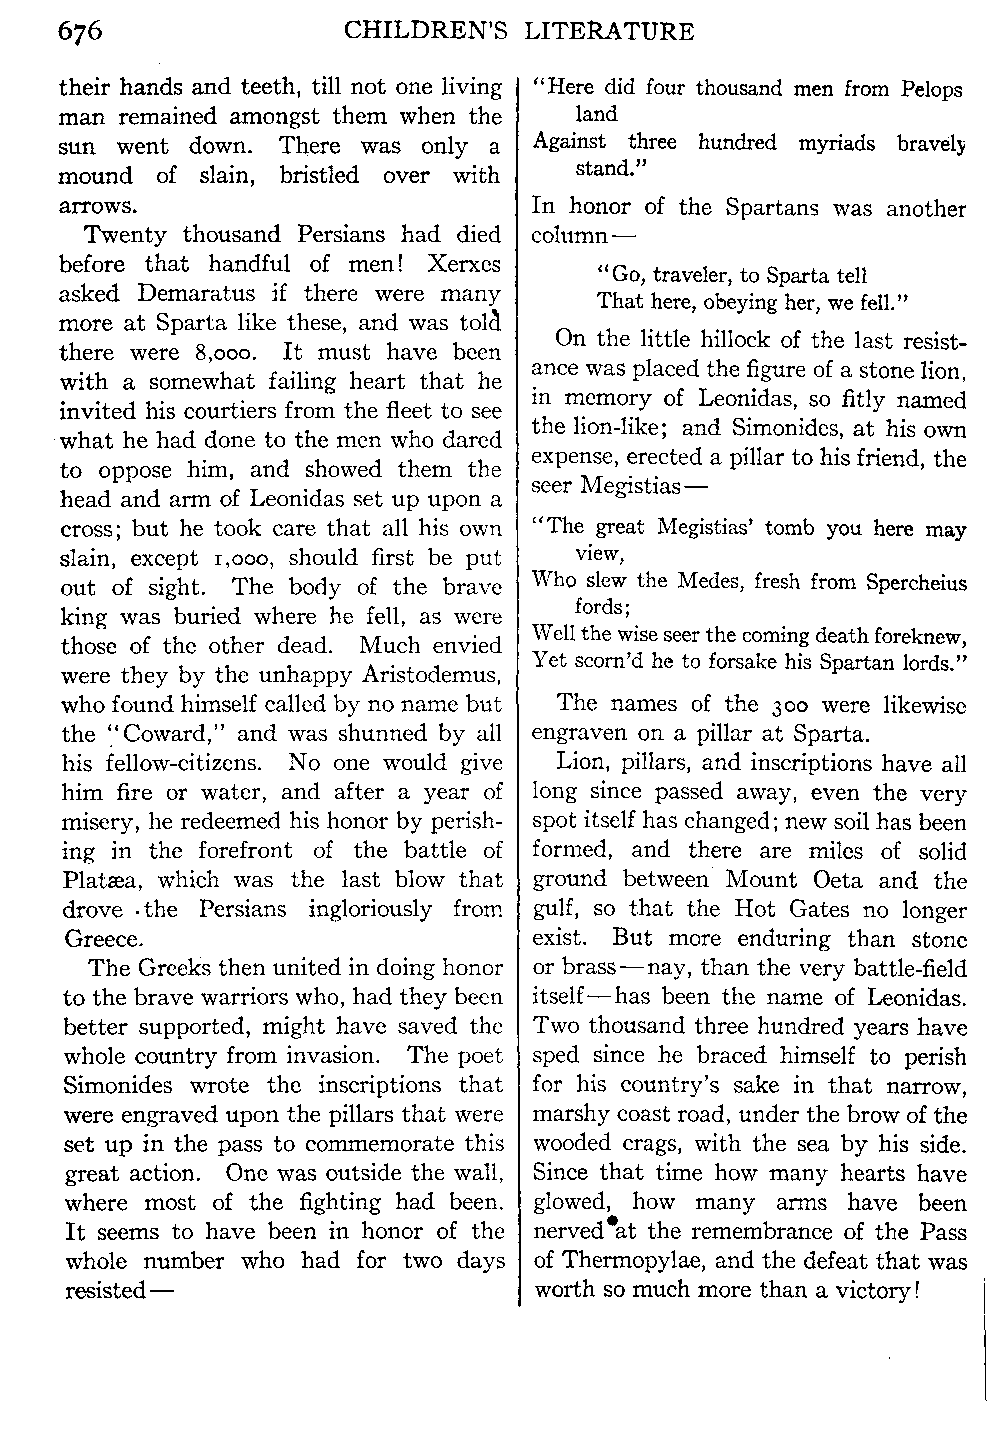 676 CHILDREN'S LITERATURE
their hands and teeth, till not one living
man remained amongst them when the
sun went down. There was only a
mound of slain, bristled over with
arrows.
Twenty thousand Persians had died
before that handful of men! Xerxes
asked Demaratus if there were many
more at Sparta like these, and was told
there were 8,000. It must have been
with a somewhat failing heart that he
invited his courtiers from the fleet to see
what he had done to the men who dared
to oppose him, and showed them the
head and arm of Leonidas set up upon a
cross; but he took care that all his own
slain, except 1,000, should first be put
out of sight. The body of the brave
king was buried where he fell, as were
those of the other dead. Much envied
were they by the unhappy Aristodemus,
who found himself called by no name but
the "Coward," and was shunned by all
his fellow-citizens. No one would give
him fire or water, and after a year of
misery, he redeemed his honor by perish-
ing in the forefront of the battle of
Platæa, which was the last blow that
drove the Persians ingloriously from
Greece.
The Greeks then united in doing honor
to the brave warriors who, had they been
better supported, might have saved the
whole country from invasion. The poet
Simonides wrote the inscriptions that
were engraved upon the pillars that were
set up in the pass to commemorate this
great action. One was outside the wall,
where most of the fighting had been.
It seems to have been in honor of the
whole number who had for two days
resisted—
"Here did four thousand men from Pelops
land
Against three hundred myriads bravely
stand."
In honor of the Spartans was another
column—
"Go, traveler, to Sparta tell
That here, obeying her, we fell."
On the little hillock of the last resist-
ance was placed the figure of a stone lion,
in memory of Leonidas, so fitly named
the lion-like; and Simonides, at his own
expense, erected a pillar to his friend, the
seer Megistias—
"The great Megistias' tomb you here may
view,
Who slew the Medes, fresh from Spercheius
fords;
Well the wise seer the coming death foreknew,
Yet scorn'd he to forsake his Spartan lords."
The names of the 300 were likewise
engraven on a pillar at Sparta.
Lion, pillars, and inscriptions have all
long since passed away, even the very
spot itself has changed; new soil has been
formed, and there are miles of solid
ground between Mount Oeta and the
gulf, so that the Hot Gates no longer
exist. But more enduring than stone
or brass—nay, than the very battle-field
itself—has been the name of Leonidas.
Two thousand three hundred years have
sped since he braced himself to perish
for his country's sake in that narrow,
marshy coast road, under the brow of the
wooded crags, with the sea by his side.
Since that time how many hearts have
glowed, how many arms have been
nerved at the remembrance of the Pass
of Thermopylae, and the defeat that was
worth so much more than a victory!